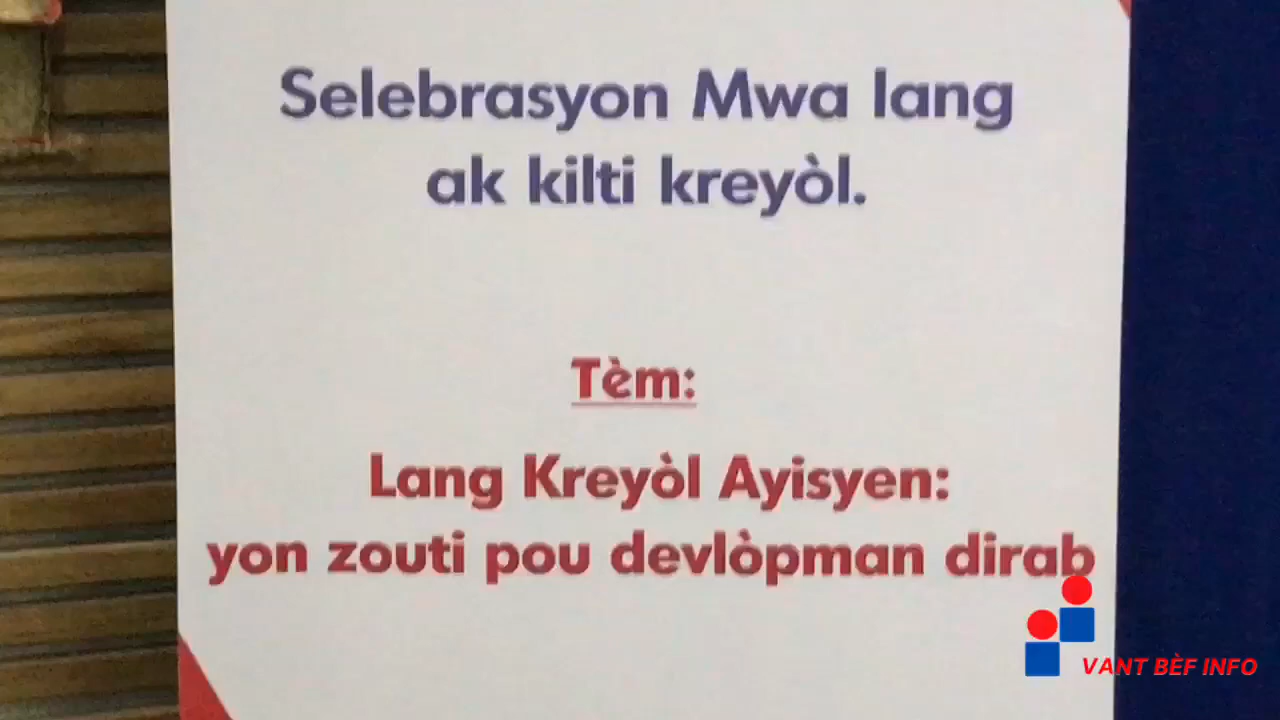 Selebrasyon Mwa lang
ak kilti kreyòl.
Tèm:
Lang Kreyòl Ayisyen:
yon zouti pou devlòpman dirab
VANT BÈF INFO